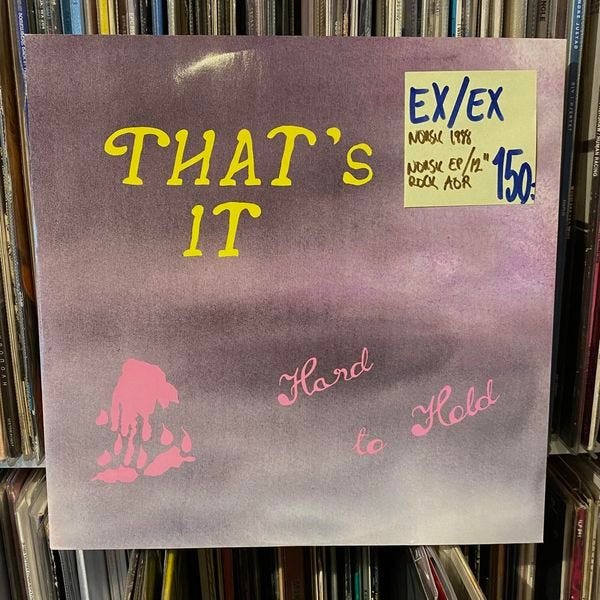 THAT's
IT
EX/EX
NORSK 1988
NORSK EP/12"
ROCK AOR
150:
Hard
to Hold